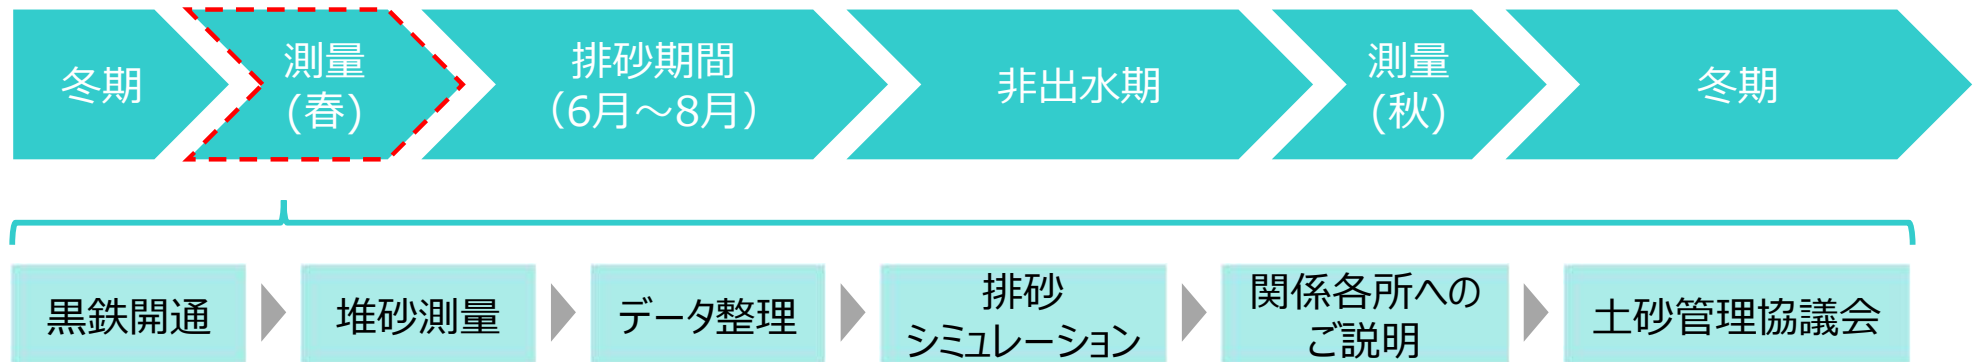 冬期
測量
(春)
排砂期間
（6月～8月）
非出水期
測量
(秋)
冬期
黒鉄開通
堆砂測量
データ整理
排砂
シミュレーション
関係各所への
ご説明
土砂管理協議会